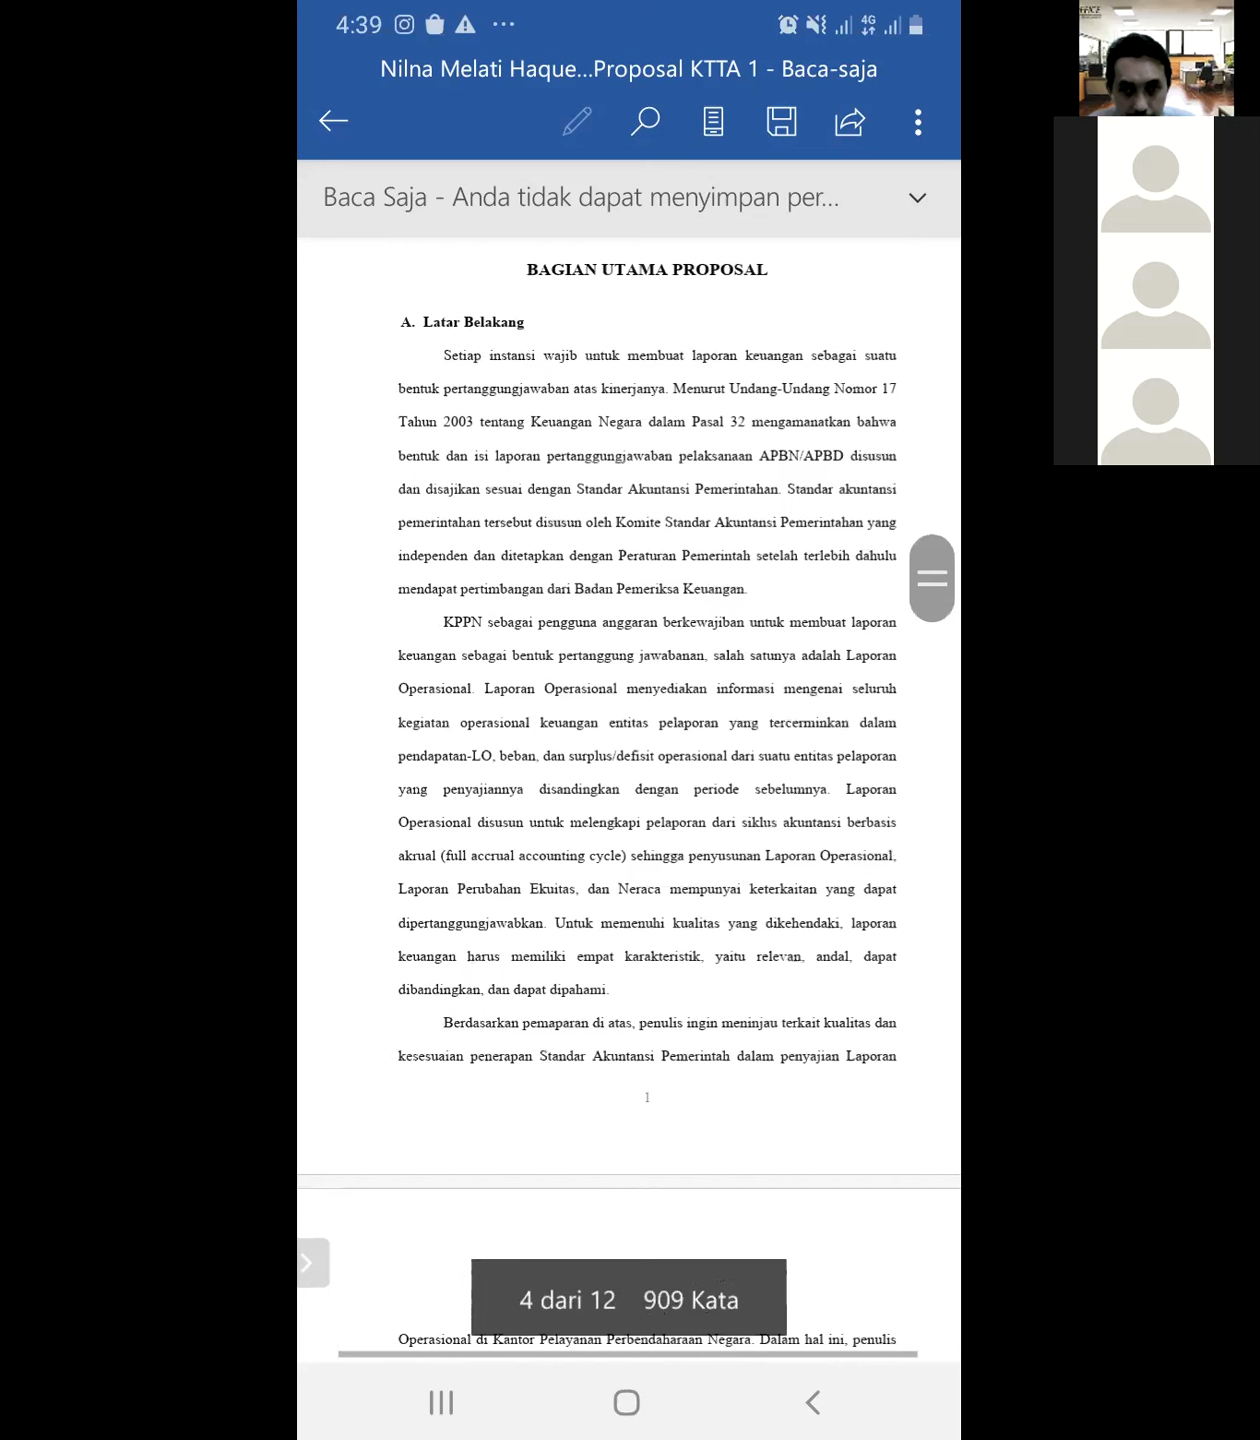 4:39
4G
Nilna Melati Haque...Proposal KTTA 1 - Baca-saja
Baca Saja - Anda tidak dapat menyimpan per...
BAGIAN UTAMA PROPOSAL
A. Latar Belakang
Setiap instansi wajib untuk membuat laporan keuangan sebagai suatu
bentuk pertanggungjawaban atas kinerjanya. Menurut Undang-Undang Nomor 17
Tahun 2003 tentang Keuangan Negara dalam Pasal 32 mengamanatkan bahwa
bentuk dan isi laporan pertanggungjawaban pelaksanaan APBN/APBD disusun
dan disajikan sesuai dengan Standar Akuntansi Pemerintahan. Standar akuntansi
pemerintahan tersebut disusun oleh Komite Standar Akuntansi Pemerintahan yang
independen dan ditetapkan dengan Peraturan Pemerintah setelah terlebih dahulu
mendapat pertimbangan dari Badan Pemeriksa Keuangan.
KPPN sebagai pengguna anggaran berkewajiban untuk membuat laporan
keuangan sebagai bentuk pertanggung jawabanan, salah satunya adalah Laporan
Operasional. Laporan Operasional menyediakan informasi mengenai seluruh
kegiatan operasional keuangan entitas pelaporan yang tercerminkan dalam
pendapatan-LO, beban, dan surplus/defisit operasional dari suatu entitas pelaporan
yang penyajiannya disandingkan dengan periode sebelumnya. Laporan
Operasional disusun untuk melengkapi pelaporan dari siklus akuntansi berbasis
akrual (full accrual accounting cycle) sehingga penyusunan Laporan Operasional,
Laporan Perubahan Ekuitas, dan Neraca mempunyai keterkaitan yang dapat
dipertanggungjawabkan. Untuk memenuhi kualitas yang dikehendaki, laporan
keuangan harus memiliki empat karakteristik, yaitu relevan, andal, dapat
dibandingkan, dan dapat dipahami.
Berdasarkan pemaparan di atas, penulis ingin meninjau terkait kualitas dan
kesesuaian penerapan Standar Akuntansi Pemerintah dalam penyajian Laporan
1
4 dari 12 909 Kata
Operasional di Kantor Pelayanan Perbendaharaan Negara. Dalam hal ini, penulis